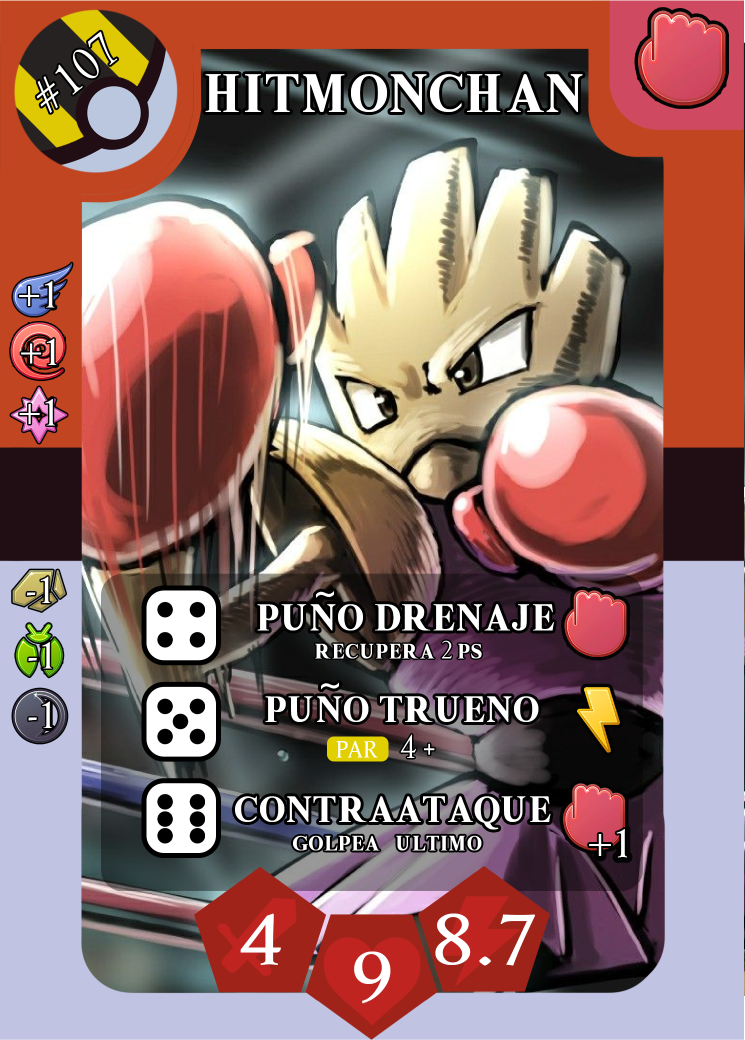 #107
HITMONCHAN
+1
+1
+1
-1
-1
-1
PUÑO DRENAJE
RECUPERA 2 PS
PUÑO TRUENO
PAR 4 +
CONTRAATAQUE
GOLPEA ULTIMO
+1
4
9
8.7